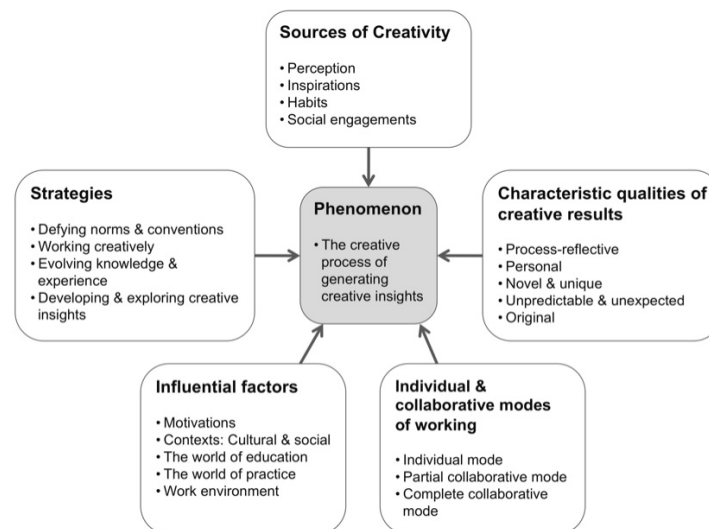 Sources of Creativity
• Perception
• Inspirations
• Habits
• Social engagements
Strategies
• Defying norms & conventions
• Working creatively
• Evolving knowledge &
experience
• Developing & exploring creative
insights
Phenomenon
• The creative
process of
generating
creative insights
Characteristic qualities of
creative results
• Process-reflective
• Personal
• Novel & unique
• Unpredictable & unexpected
• Original
Influential factors
• Motivations
• Contexts: Cultural & social
• The world of education
• The world of practice
• Work environment
Individual &
collaborative modes
of working
• Individual mode
• Partial collaborative mode
• Complete collaborative
mode